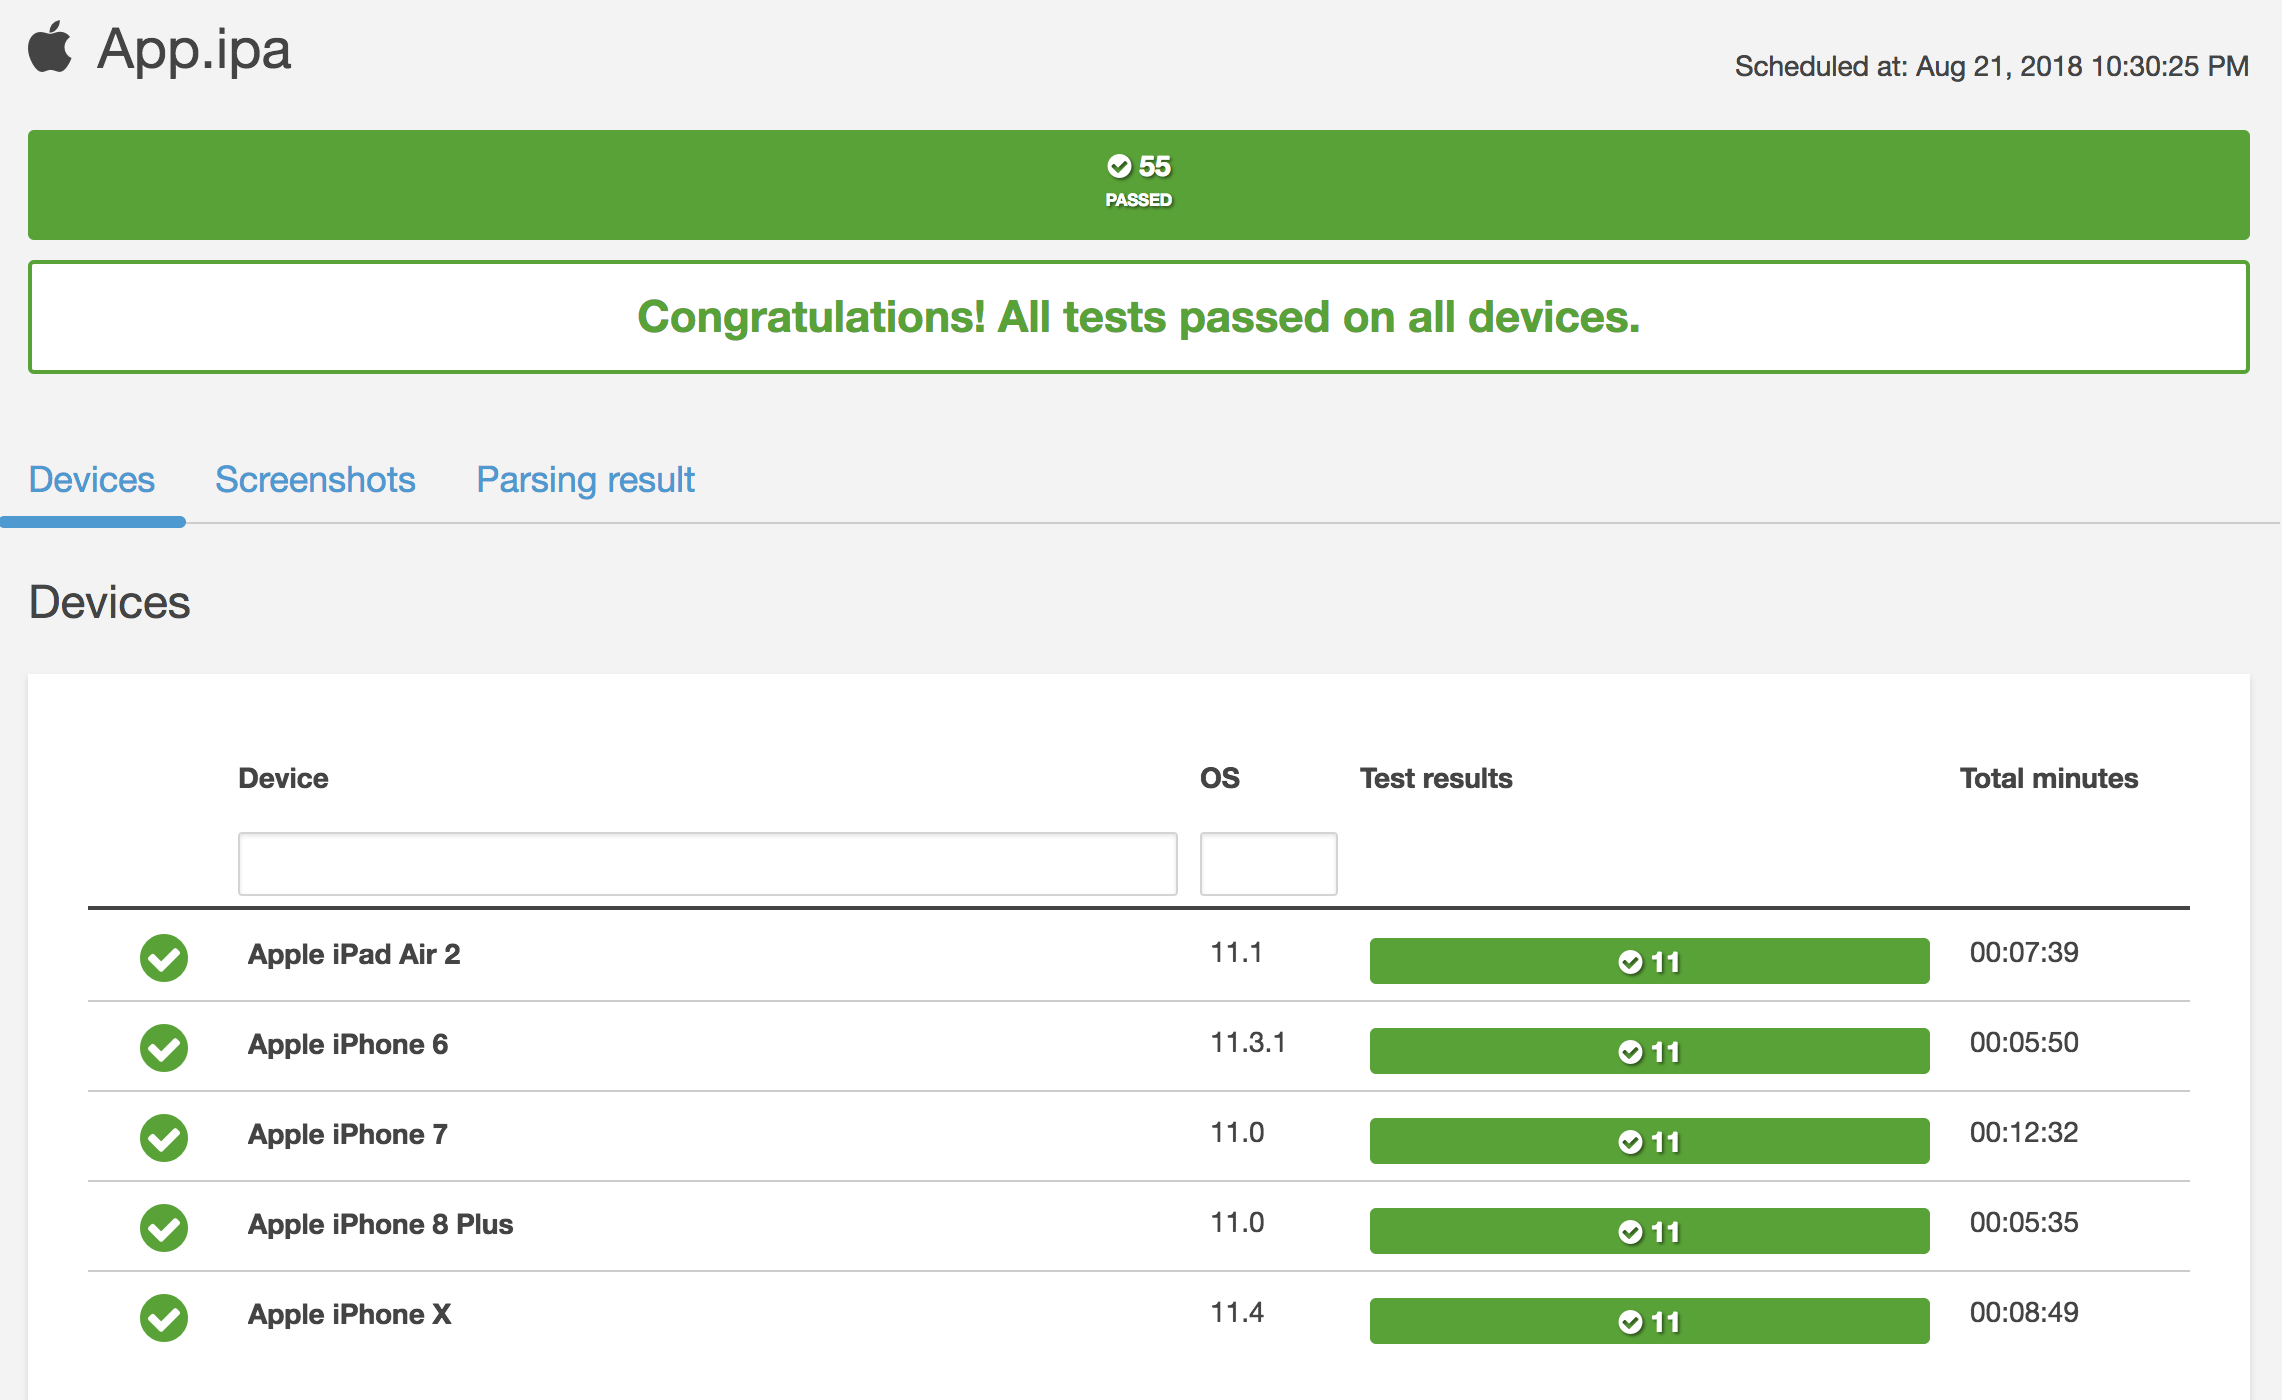 App.ipa
Scheduled at: Aug 21, 2018 10:30:25 PM
55
PASSED
Congratulations! All tests passed on all devices.
Devices Screenshots Parsing result
Devices
Device OS Test results Total minutes
Apple iPad Air 2 11.1 11 00:07:39
Apple iPhone 6 11.3.1 11 00:05:50
Apple iPhone 7 11.0 11 00:12:32
Apple iPhone 8 Plus 11.0 11 00:05:35
Apple iPhone X 11.4 11 00:08:49